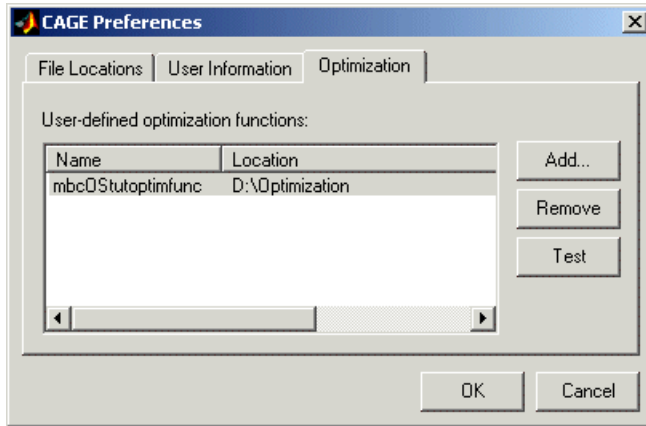 CAGE Preferences
File Locations User Information Optimization
User-defined optimization functions:
Name Location
mbcOStutoptimfunc D:\Optimization
Add...
Remove
Test
OK Cancel